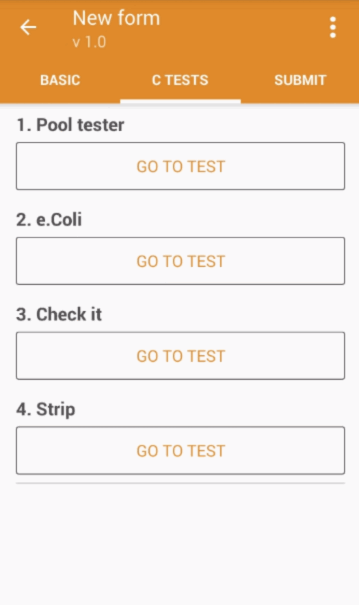 New form
v 1.0
BASIC C TESTS SUBMIT
1. Pool tester
GO TO TEST
2. e.Coli
GO TO TEST
3. Check it
GO TO TEST
4. Strip
GO TO TEST